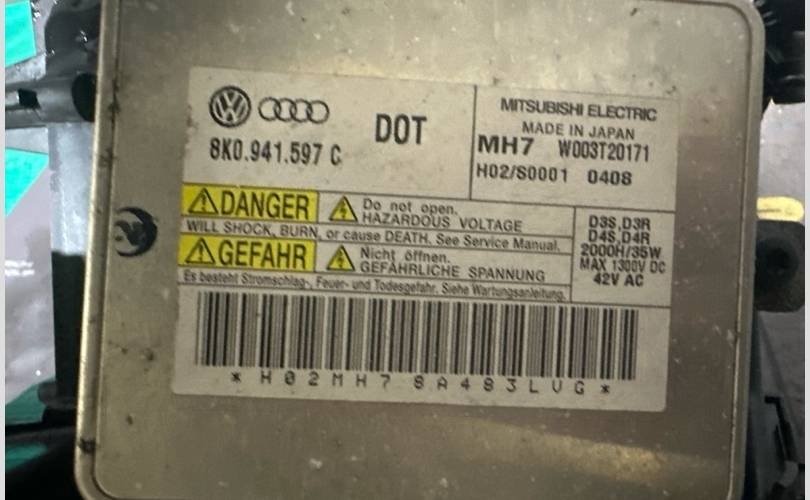 8K0.941.597 C
DOT
MITSUBISHI ELECTRIC
MADE IN JAPAN
MH7 W003T20171
H02/S0001 0408
DANGER
Do not open.
HAZARDOUS VOLTAGE
WILL SHOCK, BURN, or cause DEATH. See Service Manual.
GEFAHR
Nicht öffnen.
GEFÄHRLICHE SPANNUNG
Es besteht Stromschlag-, Feuer- und Todesgefahr. Siehe Wartungsanleitung.
D3S,D3R
D4S,D4R
2000H/35W
MAX 1300V DC
42V AC
*H02MH78A483LVG*